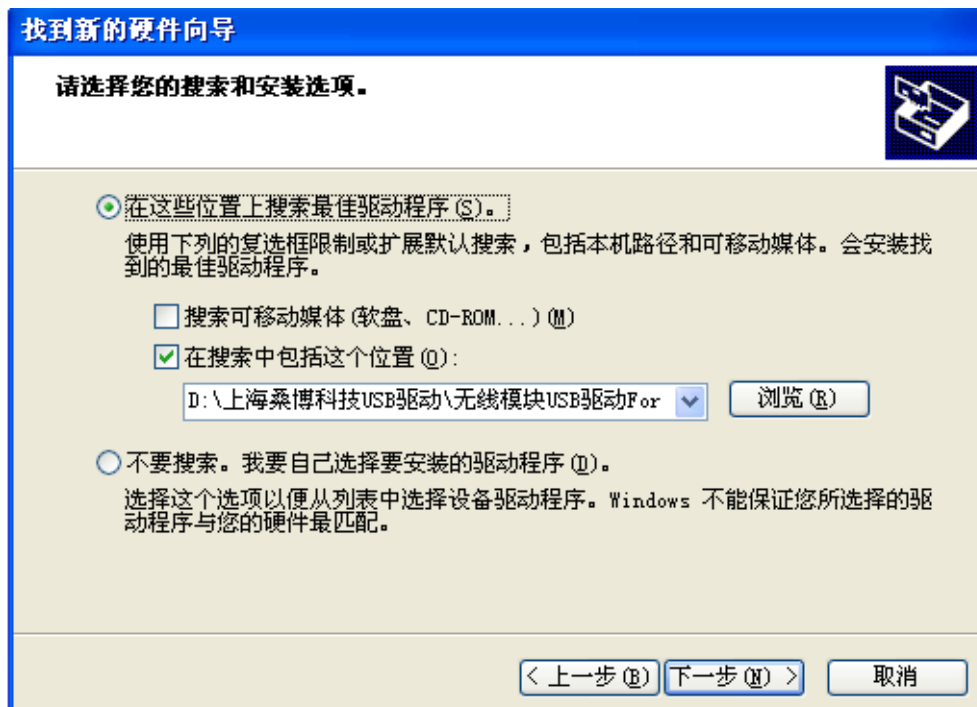 找到新的硬件向导
请选择您的搜索和安装选项。
在这些位置上搜索最佳驱动程序(S)。
使用下列的复选框限制或扩展默认搜索，包括本机路径和可移动媒体。会安装找
到的最佳驱动程序。
搜索可移动媒体(软盘、CD-ROM...)(M)
在搜索中包括这个位置(O):
D:\上海桑博科技USB驱动\无线模块USB驱动For
浏览(R)
不要搜索。我要自己选择要安装的驱动程序(D)。
选择这个选项以便从列表中选择设备驱动程序。Windows 不能保证您所选择的驱
动程序与您的硬件最匹配。
< 上一步(B)
下一步(N) >
取消